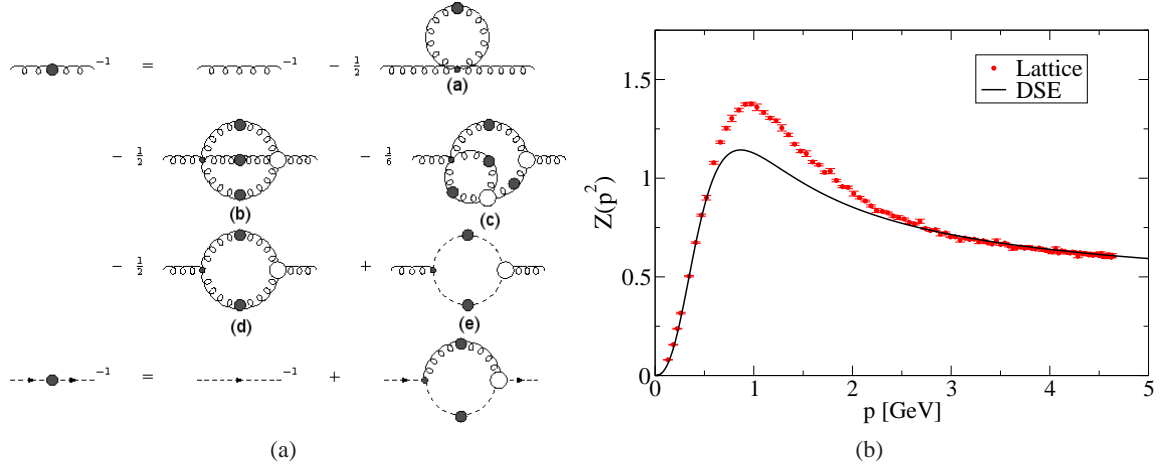 -1 = -1 − 1/2 (a)
− 1/2 (b) − 1/6 (c)
− 1/2 (d) + (e)
-1 = -1 +
(a)
1.5
1
0.5
0
Z(p²)
Lattice
DSE
0 1 2 3 4 5
p [GeV]
(b)